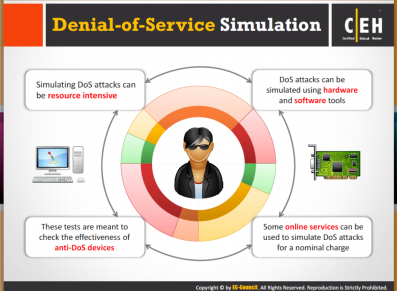 Denial-of-Service Simulation
C EH
Certified Ethical Hacker
Simulating DoS attacks can
be resource intensive
DoS attacks can be
simulated using hardware
and software tools
These tests are meant to
check the effectiveness of
anti-DoS devices
Some online services can be
used to simulate DoS attacks
for a nominal charge
Copyright © by EC-Council. All Rights Reserved. Reproduction is Strictly Prohibited.